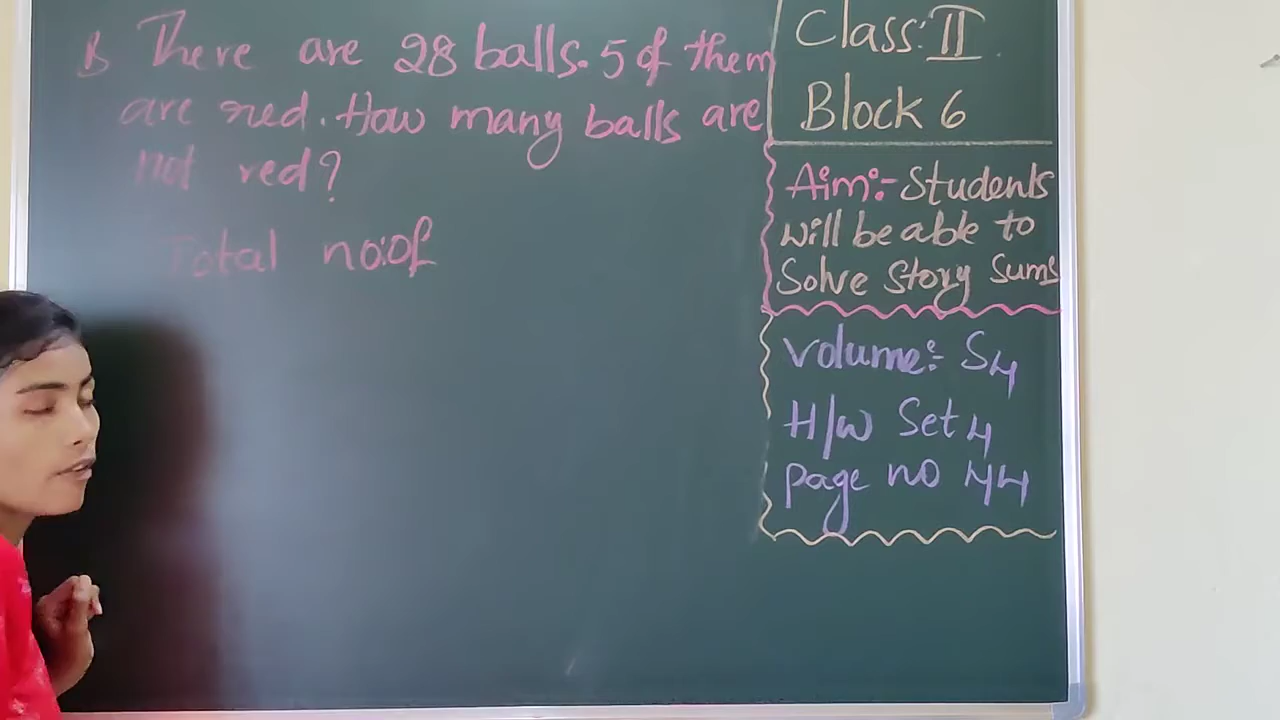 B There are 28 balls. 5 of them
are red. How many balls are
not red?
Total no:of
Class: II
Block 6
Aim:- Students
will be able to
Solve Story Sums
Volume:- S4
H/W Set 4
page no 44